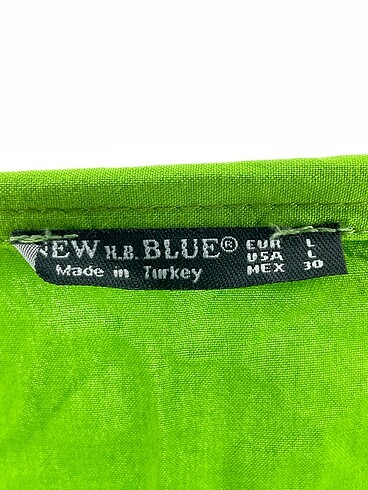 NEW H.B. BLUE®
Made in Turkey
EUR L
USA L
MEX 30